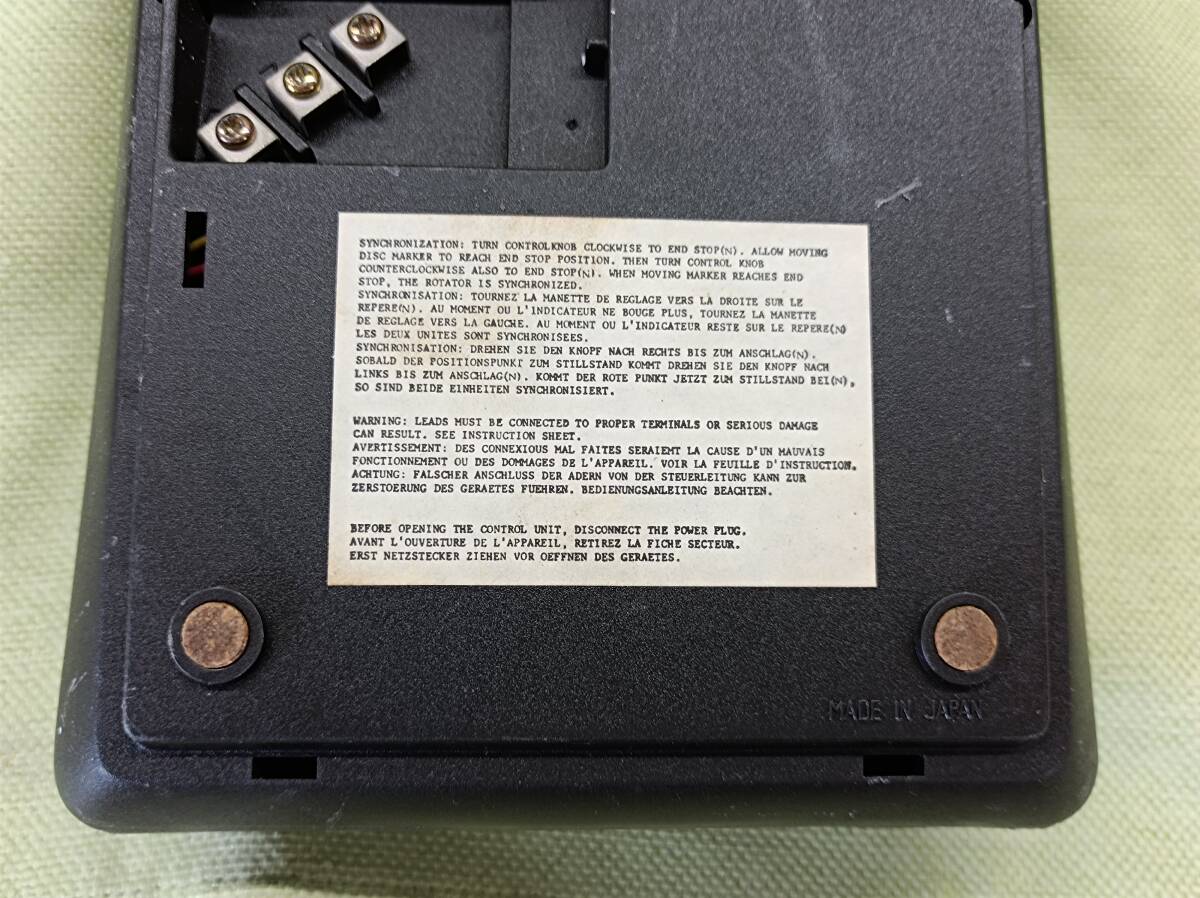 SYNCHRONIZATION: TURN CONTROLKNOB CLOCKWISE TO END STOP(N). ALLOW MOVING
DISC MARKER TO REACH END STOP POSITION. THEN TURN CONTROL KNOB
COUNTERCLOCKWISE ALSO TO END STOP(N). WHEN MOVING MARKER REACHES END
STOP, THE ROTATOR IS SYNCHRONIZED.
SYNCHRONISATION: TOURNEZ LA MANETTE DE REGLAGE VERS LA DROITE SUR LE
REPERE(N). AU MOMENT OU L'INDICATEUR NE BOUGE PLUS, TOURNEZ LA MANETTE
DE REGLAGE VERS LA GAUCHE. AU MOMENT OU L'INDICATEUR RESTE SUR LE REPERE(N)
LES DEUX UNITES SONT SYNCHRONISEES.
SYNCHRONISATION: DREHEN SIE DEN KNOPF NACH RECHTS BIS ZUM ANSCHLAG(N).
SOBALD DER POSITIONSPUNKT ZUM STILLSTAND KOMMT DREHEN SIE DEN KNOPF NACH
LINKS BIS ZUM ANSCHLAG(N). KOMMT DER ROTE PUNKT JETZT ZUM STILLSTAND BEI(N),
SO SIND BEIDE EINHEITEN SYNCHRONISIERT.
WARNING: LEADS MUST BE CONNECTED TO PROPER TERMINALS OR SERIOUS DAMAGE
CAN RESULT. SEE INSTRUCTION SHEET.
AVERTISSEMENT: DES CONNEXIOUS MAL FAITES SERAIEMT LA CAUSE D'UN MAUVAIS
FONCTIONNEMENT OU DES DOMMAGES DE L'APPAREIL. VOIR LA FEUILLE D'INSTRUCTION.
ACHTUNG: FALSCHER ANSCHLUSS DER ADERN VON DER STEUERLEITUNG KANN ZUR
ZERSTOERUNG DES GERAETES FUEHREN. BEDIENUNGSANLEITUNG BEACHTEN.
BEFORE OPENING THE CONTROL UNIT, DISCONNECT THE POWER PLUG.
AVANT L'OUVERTURE DE L'APPAREIL, RETIREZ LA FICHE SECTEUR.
ERST NETZSTECKER ZIEHEN VOR OEFFNEN DES GERAETES.
MADE IN JAPAN